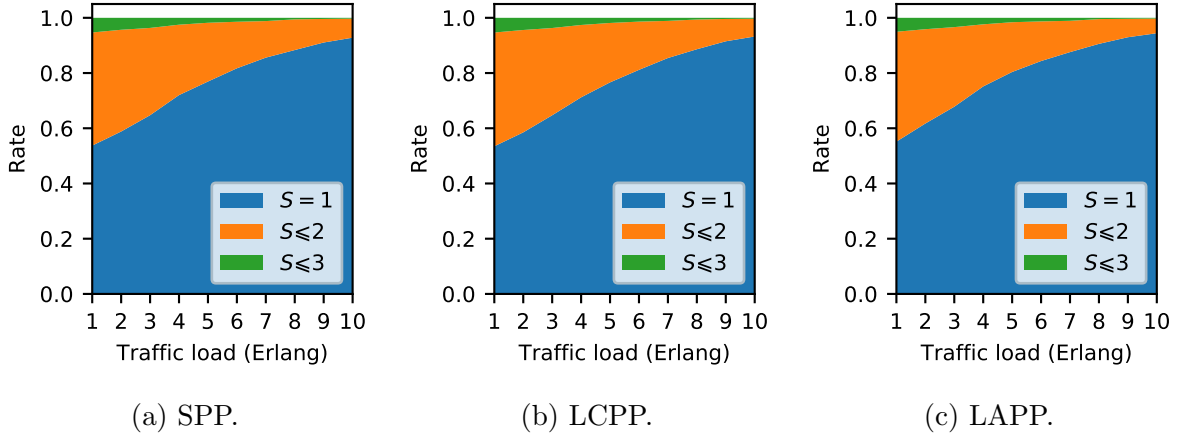 1.0
0.8
0.6
0.4
0.2
0.0
Rate
S = 1
S⩽2
S⩽3
1 2 3 4 5 6 7 8 9 10
Traffic load (Erlang)
(a) SPP.
1.0
0.8
0.6
0.4
0.2
0.0
Rate
S = 1
S⩽2
S⩽3
1 2 3 4 5 6 7 8 9 10
Traffic load (Erlang)
(b) LCPP.
1.0
0.8
0.6
0.4
0.2
0.0
Rate
S = 1
S⩽2
S⩽3
1 2 3 4 5 6 7 8 9 10
Traffic load (Erlang)
(c) LAPP.